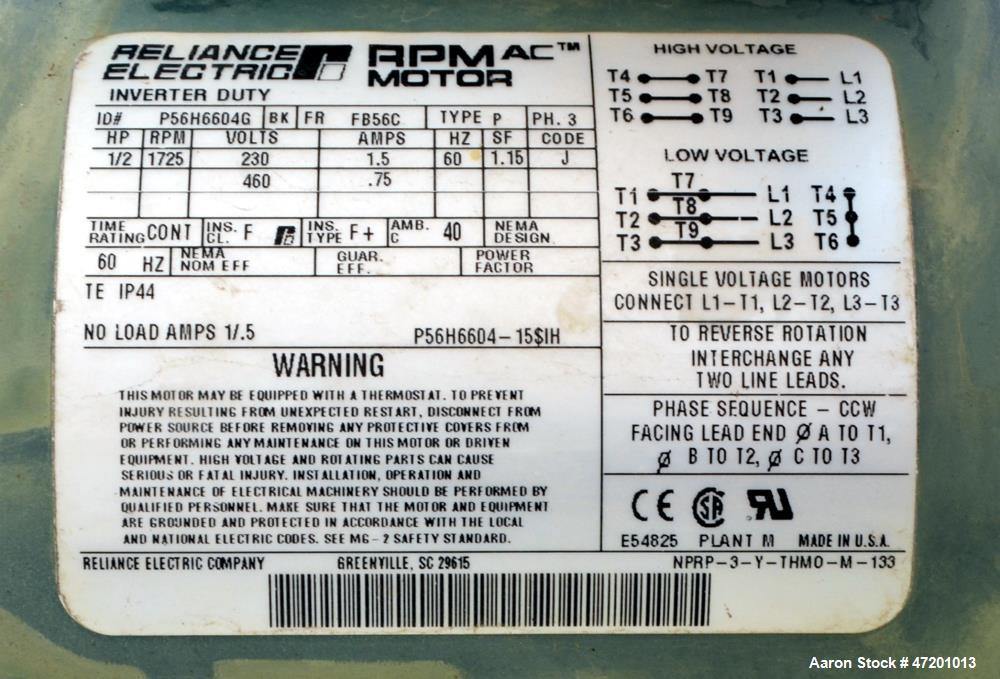 RELIANCE ELECTRIC RPM AC™ MOTOR
INVERTER DUTY
ID# P56H6604G BK FR FB56C TYPE P PH. 3
HP RPM VOLTS AMPS HZ SF CODE
1/2 1725 230 1.5 60 1.15 J
460 .75
TIME RATING CONT INS. CL. F INS. TYPE F+ AMB. C 40 NEMA DESIGN
60 HZ NEMA NOM EFF GUAR. EFF. POWER FACTOR
TE IP44
NO LOAD AMPS 1/.5 P56H6604-15$IH
WARNING
THIS MOTOR MAY BE EQUIPPED WITH A THERMOSTAT. TO PREVENT
INJURY RESULTING FROM UNEXPECTED RESTART, DISCONNECT FROM
POWER SOURCE BEFORE REMOVING ANY PROTECTIVE COVERS FROM
OR PERFORMING ANY MAINTENANCE ON THIS MOTOR OR DRIVEN
EQUIPMENT. HIGH VOLTAGE AND ROTATING PARTS CAN CAUSE
SERIOUS OR FATAL INJURY. INSTALLATION, OPERATION AND
MAINTENANCE OF ELECTRICAL MACHINERY SHOULD BE PERFORMED BY
QUALIFIED PERSONNEL. MAKE SURE THAT THE MOTOR AND EQUIPMENT
ARE GROUNDED AND PROTECTED IN ACCORDANCE WITH THE LOCAL
AND NATIONAL ELECTRIC CODES. SEE MG-2 SAFETY STANDARD.
HIGH VOLTAGE
T4 T7 T1 L1
T5 T8 T2 L2
T6 T9 T3 L3
LOW VOLTAGE
T1 T7 L1 T4
T2 T8 L2 T5
T3 T9 L3 T6
SINGLE VOLTAGE MOTORS
CONNECT L1-T1, L2-T2, L3-T3
TO REVERSE ROTATION
INTERCHANGE ANY
TWO LINE LEADS.
PHASE SEQUENCE - CCW
FACING LEAD END Ø A TO T1,
Ø B TO T2, Ø C TO T3
CE SA RU
E54825 PLANT M MADE IN U.S.A.
RELIANCE ELECTRIC COMPANY GREENVILLE, SC 29615 NPRP-3-Y-THMO-M-133
Aaron Stock # 47201013